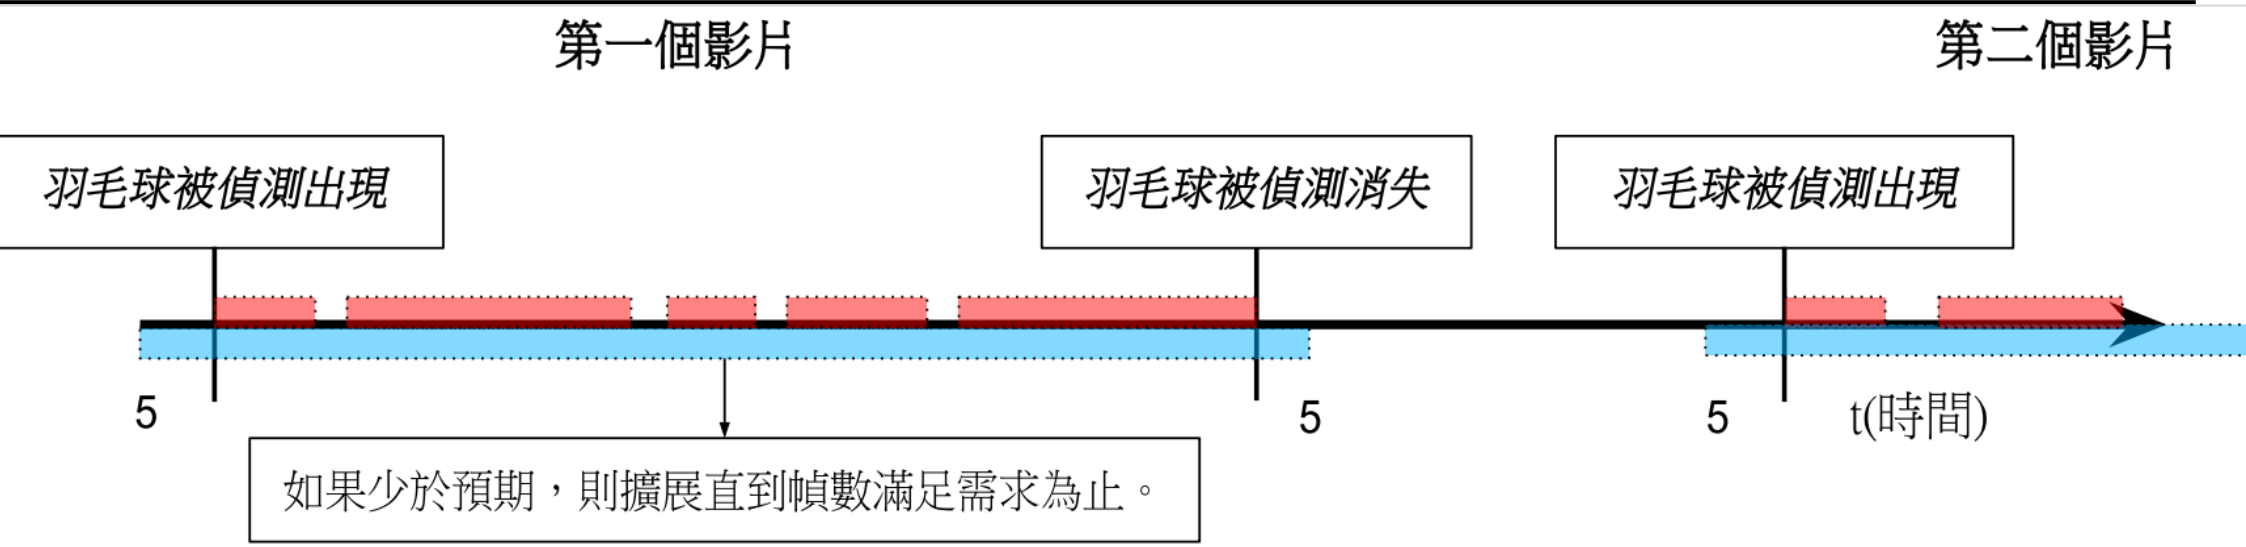 第一個影片
第二個影片
羽毛球被偵測出現
羽毛球被偵測消失
羽毛球被偵測出現
5
5
5
t(時間)
如果少於預期，則擴展直到幀數滿足需求為止。